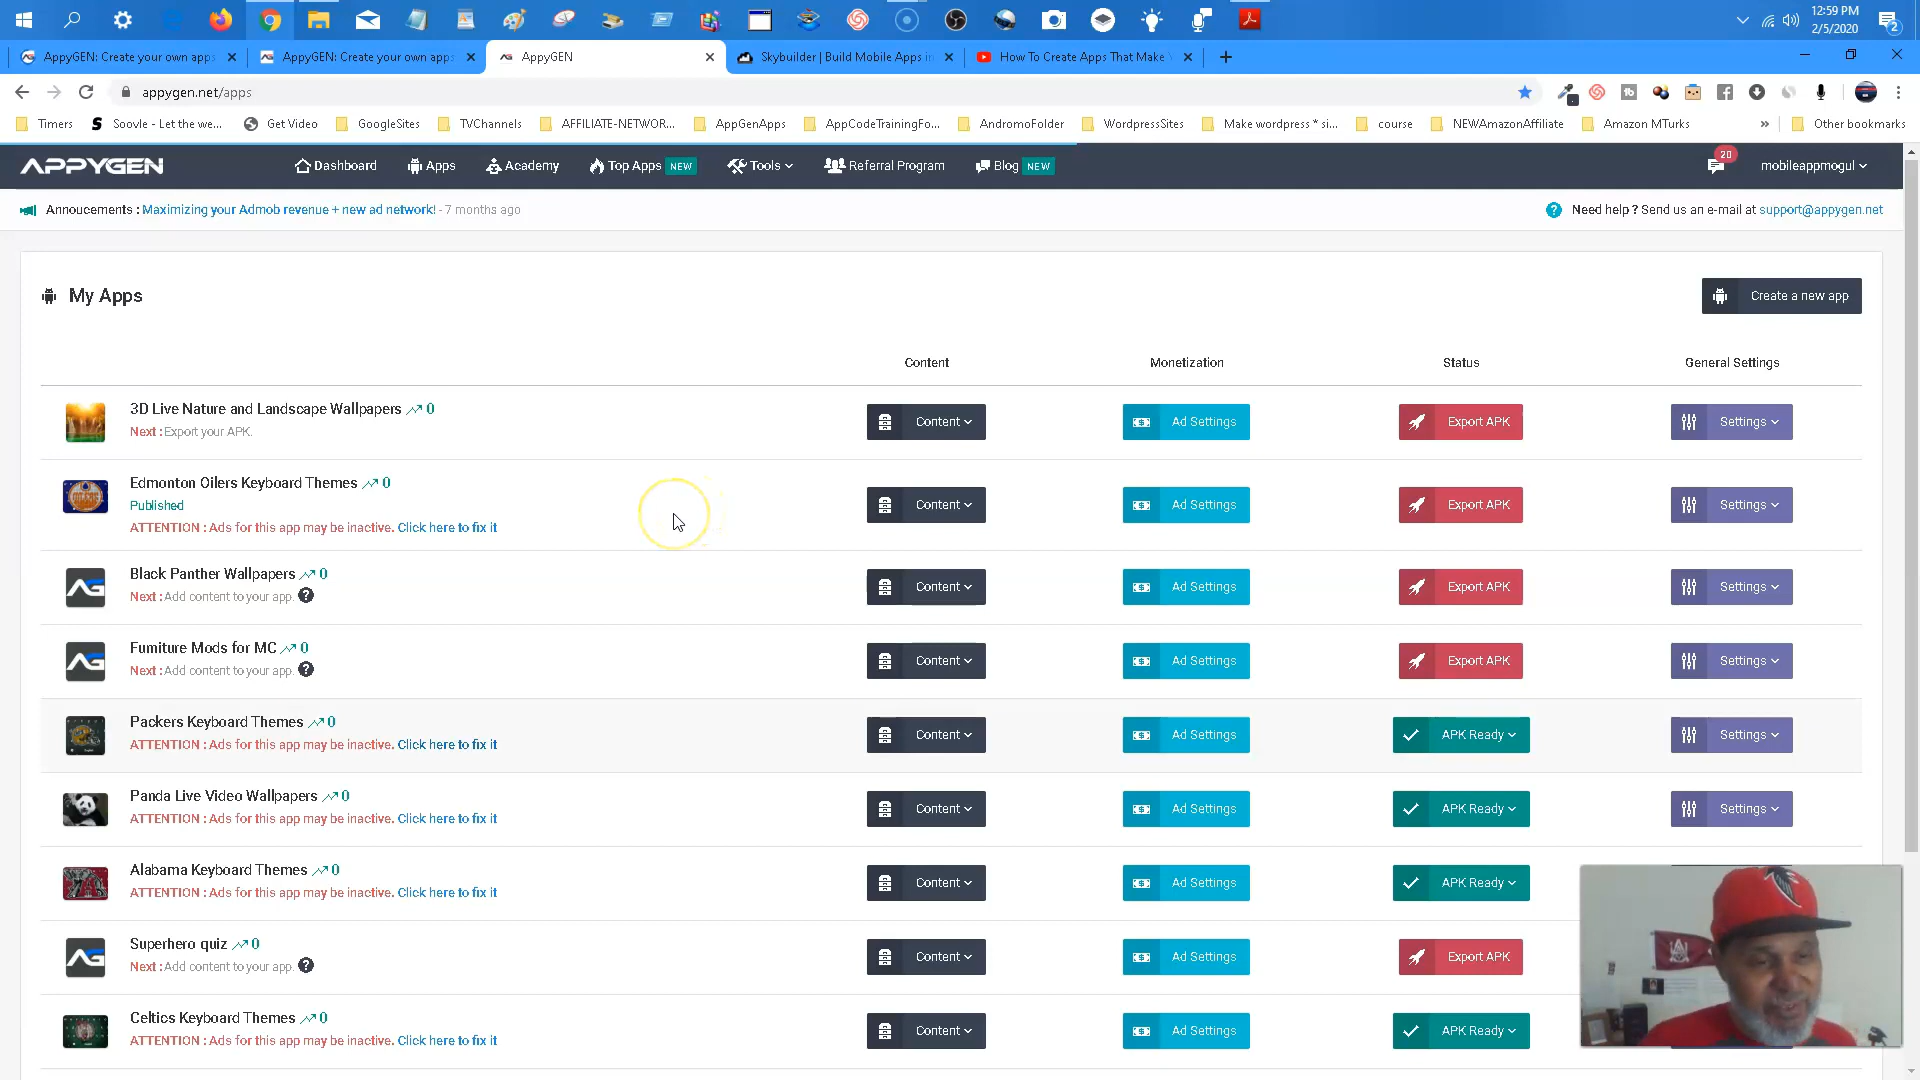 12:59 PM
2/5/2020
2
AppyGEN: Create your own apps
AppyGEN: Create your own apps
AppyGEN
Skybuilder | Build Mobile Apps in
How To Create Apps That Make
appygen.net/apps
Timers
Soovle - Let the we...
Get Video
GoogleSites
TVChannels
AFFILIATE-NETWOR...
AppGenApps
AppCodeTrainingFo...
AndromoFolder
WordpressSites
Make wordpress * si...
course
NEWAmazonAffiliate
Amazon MTurks
»
Other bookmarks
APPYGEN
Dashboard
Apps
Academy
Top Apps NEW
Tools
Referral Program
Blog NEW
20
mobileappmogul
Annoucements : Maximizing your Admob revenue + new ad network! - 7 months ago
Need help ? Send us an e-mail at support@appygen.net
My Apps
Create a new app
Content
Monetization
Status
General Settings
3D Live Nature and Landscape Wallpapers 0
Next : Export your APK.
Content
Ad Settings
Export APK
Settings
Edmonton Oilers Keyboard Themes 0
Published
ATTENTION : Ads for this app may be inactive. Click here to fix it
Content
Ad Settings
Export APK
Settings
Black Panther Wallpapers 0
Next : Add content to your app. ?
Content
Ad Settings
Export APK
Settings
Furniture Mods for MC 0
Next : Add content to your app. ?
Content
Ad Settings
Export APK
Settings
Packers Keyboard Themes 0
ATTENTION : Ads for this app may be inactive. Click here to fix it
Content
Ad Settings
APK Ready
Settings
Panda Live Video Wallpapers 0
ATTENTION : Ads for this app may be inactive. Click here to fix it
Content
Ad Settings
APK Ready
Settings
Alabama Keyboard Themes 0
ATTENTION : Ads for this app may be inactive. Click here to fix it
Content
Ad Settings
APK Ready
Superhero quiz 0
Next : Add content to your app. ?
Content
Ad Settings
Export APK
Celtics Keyboard Themes 0
ATTENTION : Ads for this app may be inactive. Click here to fix it
Content
Ad Settings
APK Ready